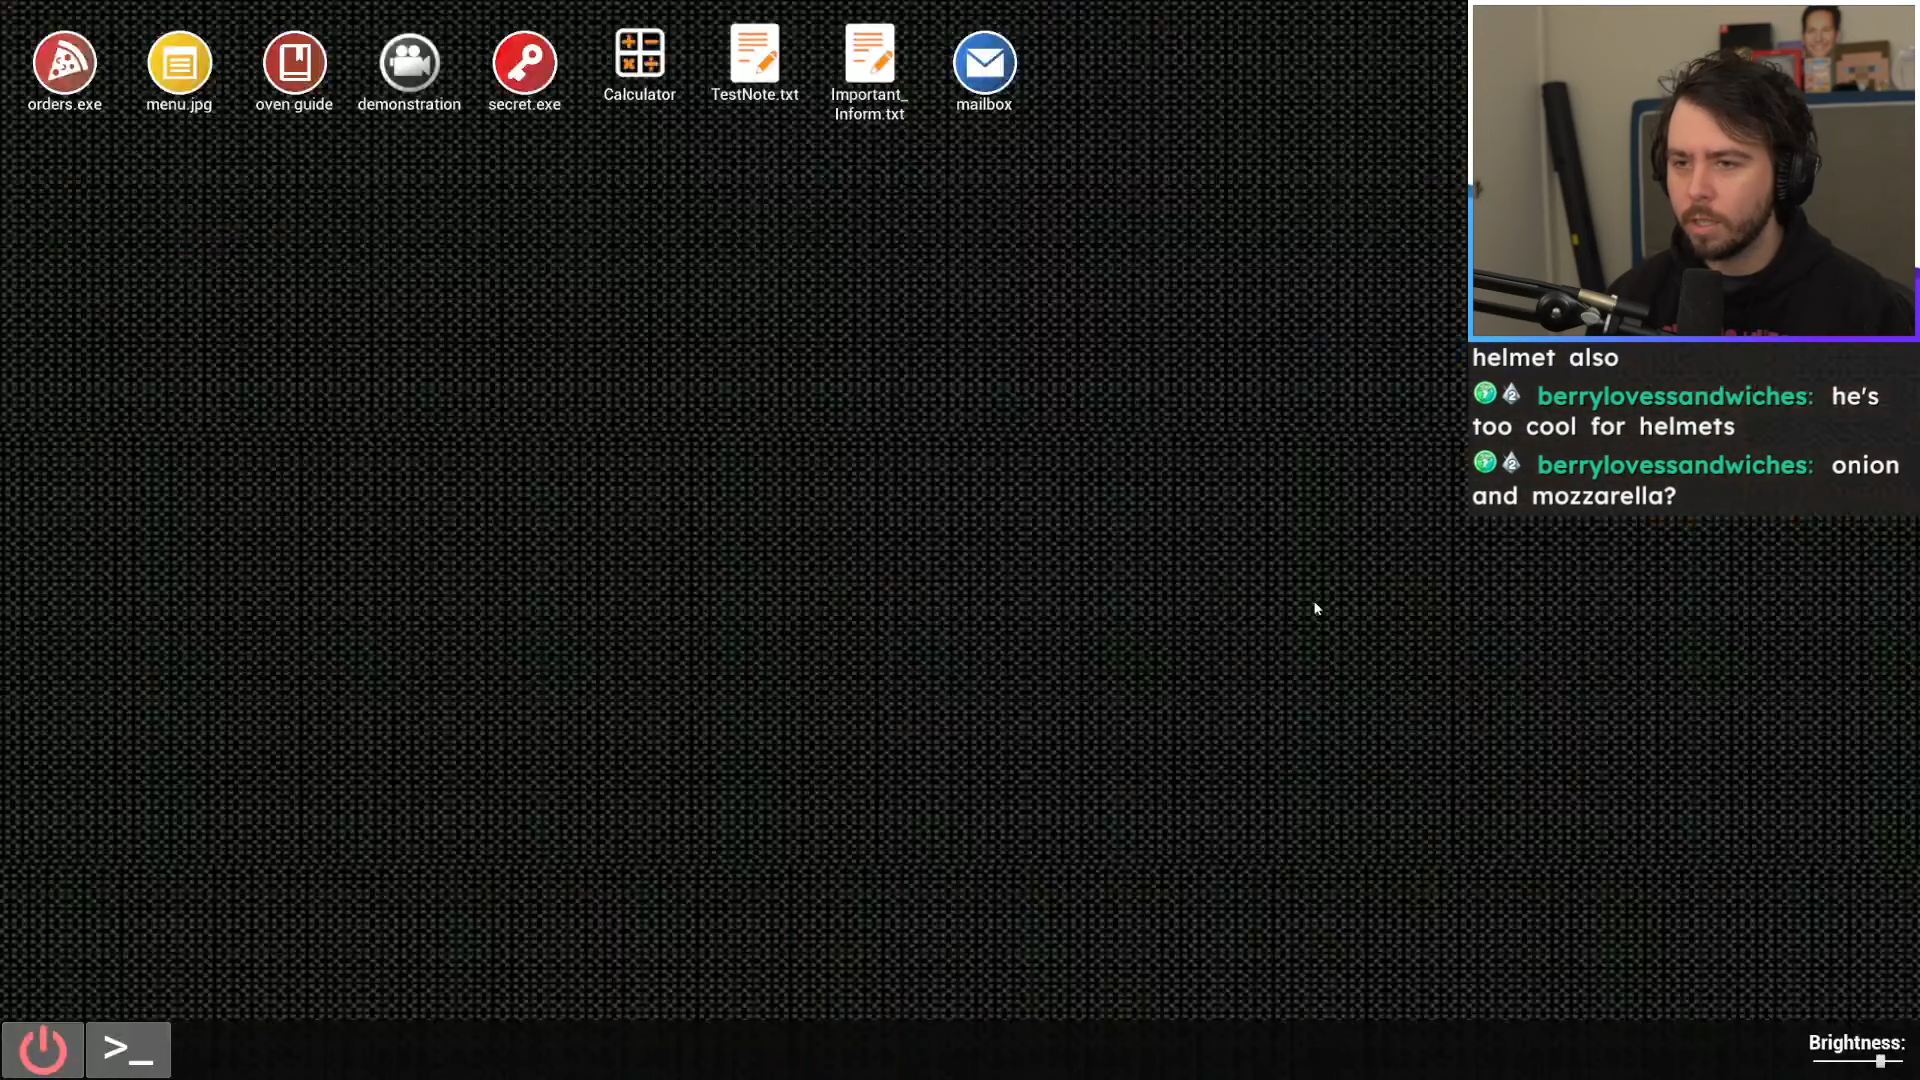 orders.exe
menu.jpg
oven guide
demonstration
secret.exe
Calculator
TestNote.txt
Important_
Inform.txt
mailbox
helmet also
berrylovessandwiches: he's
too cool for helmets
berrylovessandwiches: onion
and mozzarella?
>_
Brightness: